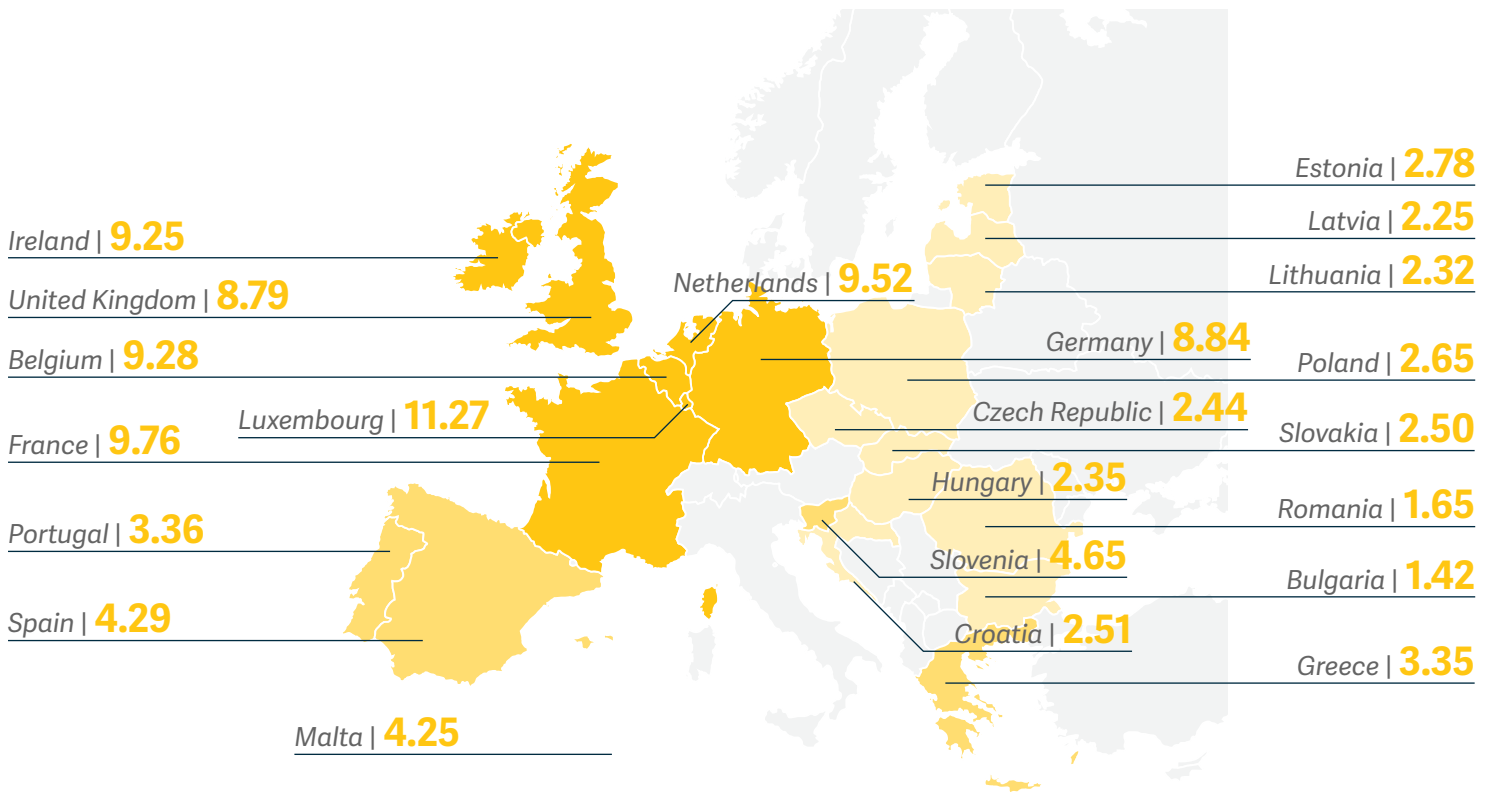 Estonia | 2.78
Latvia | 2.25
Ireland | 9.25
Netherlands | 9.52
Lithuania | 2.32
United Kingdom | 8.79
Germany | 8.84
Belgium | 9.28
Poland | 2.65
Luxembourg | 11.27
Czech Republic | 2.44
France | 9.76
Slovakia | 2.50
Hungary | 2.35
Romania | 1.65
Portugal | 3.36
Slovenia | 4.65
Bulgaria | 1.42
Spain | 4.29
Croatia | 2.51
Greece | 3.35
Malta | 4.25